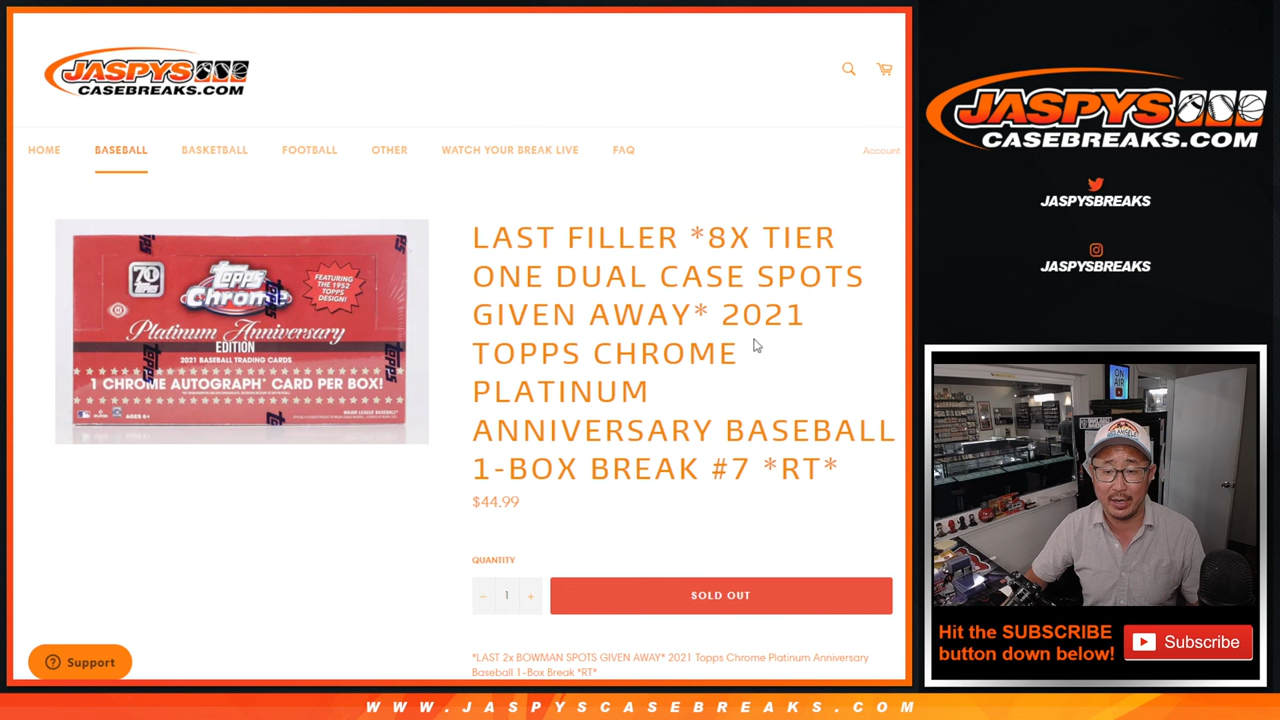 JASPYS
CASEBREAKS.COM
HOME
BASEBALL
BASKETBALL
FOOTBALL
OTHER
WATCH YOUR BREAK LIVE
FAQ
Account
70
topps
Chrome
FEATURING
THE 1952
TOPPS
DESIGN!
Platinum Anniversary
EDITION
2021 BASEBALL TRADING CARDS
1 CHROME AUTOGRAPH* CARD PER BOX!
AGES 6+
LAST FILLER *8X TIER
ONE DUAL CASE SPOTS
GIVEN AWAY* 2021
TOPPS CHROME
PLATINUM
ANNIVERSARY BASEBALL
1-BOX BREAK #7 *RT*
$44.99
QUANTITY
− 1 +
SOLD OUT
*LAST 2x BOWMAN SPOTS GIVEN AWAY* 2021 Topps Chrome Platinum Anniversary
Baseball 1-Box Break *RT*
Support
JASPYS
CASEBREAKS.COM
JASPYSBREAKS
JASPYSBREAKS
ON
AIR
Hit the SUBSCRIBE
button down below!
Subscribe
WWW.JASPYSCASEBREAKS.COM